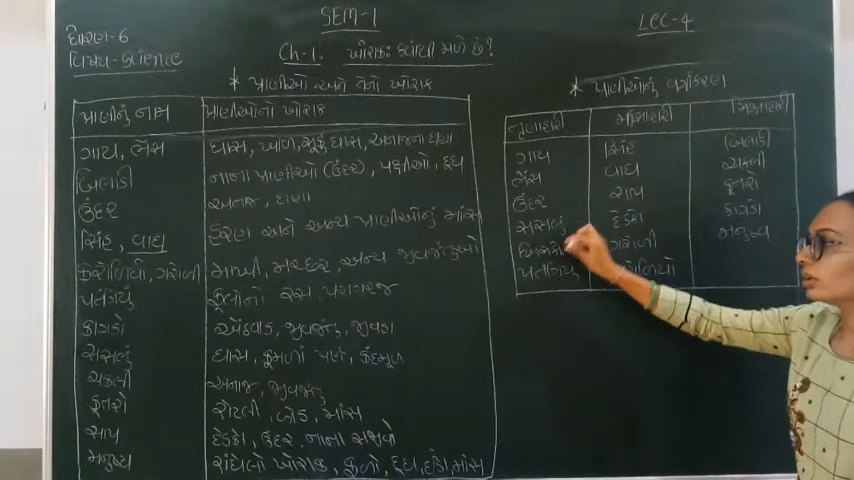 ધોરણ-6
SEM-1
LEC-4
વિષય-
Ch-1. ખોરાક: ક્યાંથી મળે છે?
* પ્રાણીઓ અને તેનો ખોરાક
* પ્રાણીઓનું વર્ગીકરણ
પ્રાણીનું નામ પ્રાણીઓનો ખોરાક
ગાય, ભેંસ ઘાસ, ખોળ, સૂકું ઘાસ, અનાજના દાણા
બિલાડી નાના પ્રાણીઓ (ઉંદર), પક્ષીઓ, દૂધ
ઉંદર અનાજ, દાણા
સિંહ, વાઘ હરણ અને અન્ય પ્રાણીઓનું માંસ
કરોળિયો, ગરોળી માખી, મચ્છર, અન્ય જીવજંતુઓ
પતંગિયું ફૂલોનો રસ, પરાગરજ
કાગડો એંઠવાડ, જીવજંતુ, જીવડા
સસલું ઘાસ, કુમળાં પર્ણ, કંદમૂળ
ચકલી અનાજ, જીવજંતુ
કૂતરો રોટલી, બ્રેડ, માંસ
સાપ દેડકો, ઉંદર, નાના સજીવો
મનુષ્ય રાંધેલો ખોરાક, ફળો, દૂધ, ઈંડા, માંસ
તૃણાહારી માંસાહારી મિશ્રાહારી
ગાય સિંહ બિલાડી
ભેંસ વાઘ ચકલી
ઉંદર સાપ કૂતરો
સસલું દેડકો કાગડો
ગરોળી મનુષ્ય
પતંગિયું કરોળિયો